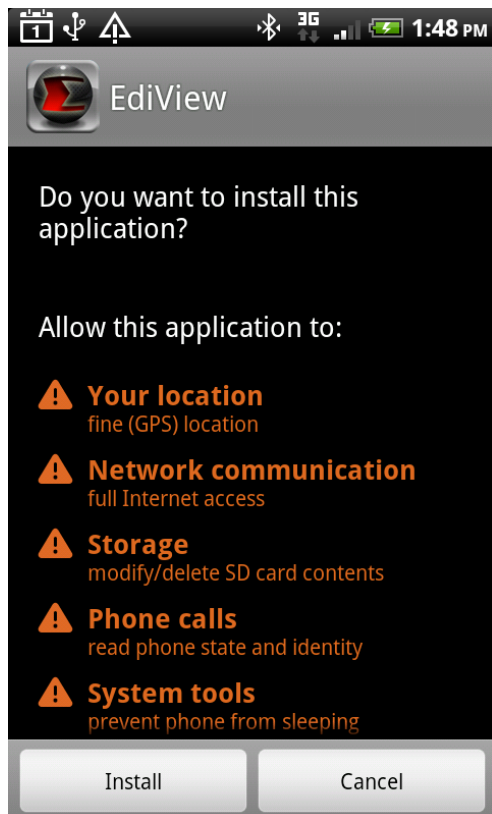 1
3G
1:48 PM
EdiView
Do you want to install this
application?
Allow this application to:
Your location
fine (GPS) location
Network communication
full Internet access
Storage
modify/delete SD card contents
Phone calls
read phone state and identity
System tools
prevent phone from sleeping
Install
Cancel